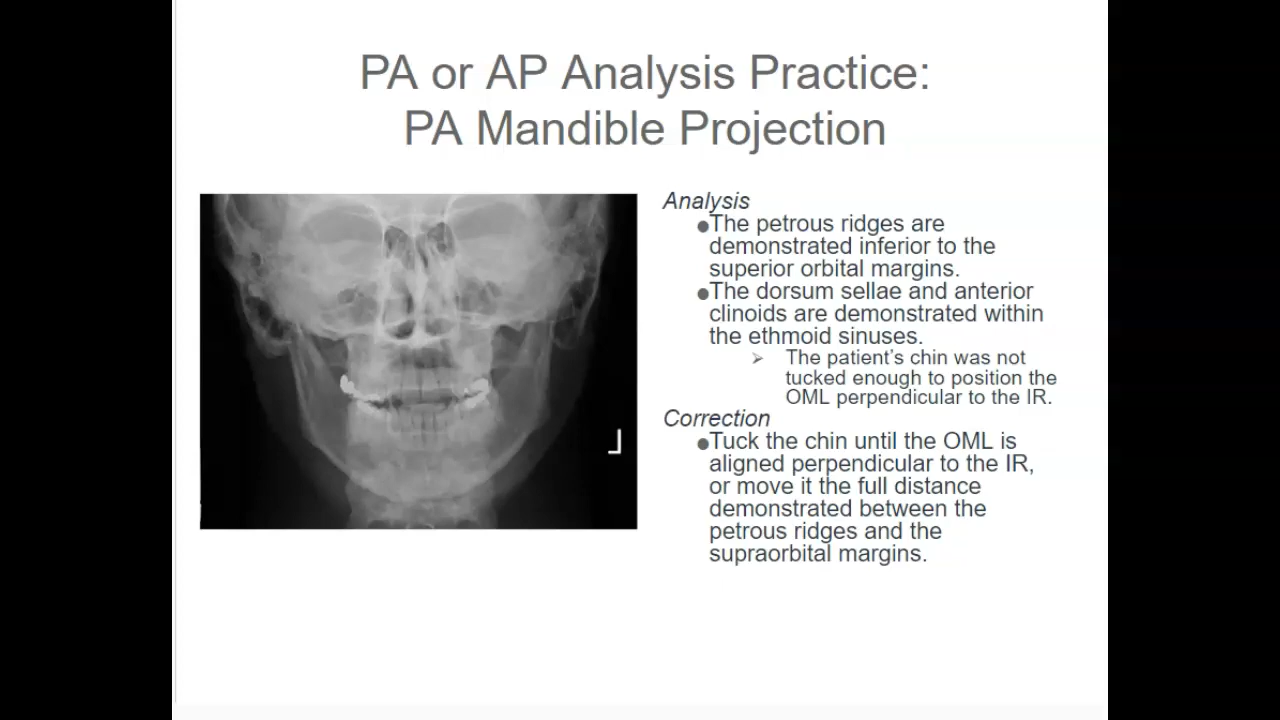 PA or AP Analysis Practice:
PA Mandible Projection
Analysis
●The petrous ridges are
demonstrated inferior to the
superior orbital margins.
●The dorsum sellae and anterior
clinoids are demonstrated within
the ethmoid sinuses.
➢ The patient's chin was not
tucked enough to position the
OML perpendicular to the IR.
Correction
●Tuck the chin until the OML is
aligned perpendicular to the IR,
or move it the full distance
demonstrated between the
petrous ridges and the
supraorbital margins.